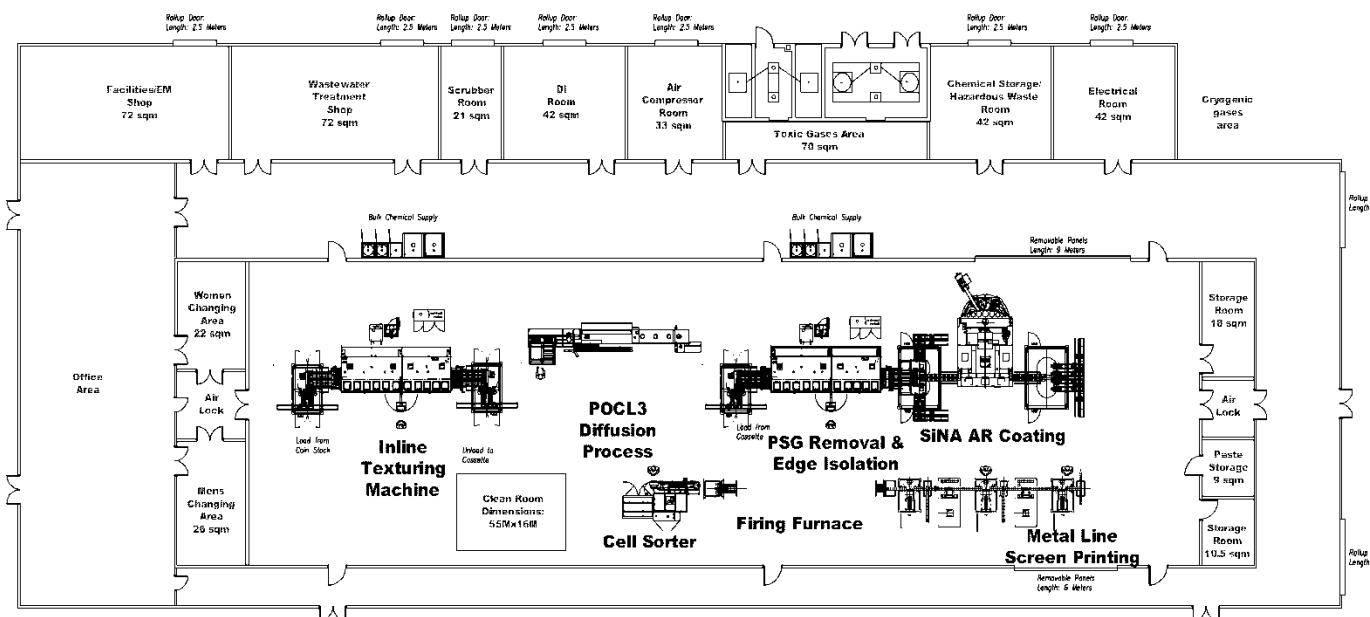 Rollup Door:
Length: 2.5 Meters
Rollup Door:
Length: 2.5 Meters
Rollup Door:
Length: 2.5 Meters
Rollup Door:
Length: 2.5 Meters
Rollup Door:
Length: 2.5 Meters
Rollup Door:
Length: 2.5 Meters
Rollup Door:
Length: 2.5 Meters
Facilities/EM
Shop
72 sqm
Wastewater
Treatment
Shop
72 sqm
Scrubber
Room
21 sqm
DI
Room
42 sqm
Air
Compressor
Room
33 sqm
Toxic Gases Area
70 sqm
Chemical Storage/
Hazardous Waste
Room
42 sqm
Electrical
Room
42 sqm
Cryogenic
gases
area
Rollup
Length
Bulk Chemical Supply
Bulk Chemical Supply
Removable Panels
Length: 9 Meters
Women
Changing
Area
22 sqm
Storage
Room
18 sqm
Office
Area
Air
Lock
Air
Lock
Load from
Coin Stack
Inline
Texturing
Machine
Unload to
Cassette
POCL3
Diffusion
Process
Load from
Cassette
PSG Removal &
Edge Isolation
SiNA AR Coating
Paste
Storage
9 sqm
Mens
Changing
Area
26 sqm
Clean Room
Dimensions:
55Mx16M
Cell Sorter
Firing Furnace
Metal Line
Screen Printing
Storage
Room
10.5 sqm
Rollup
Length
Removable Panels
Length: 6 Meters